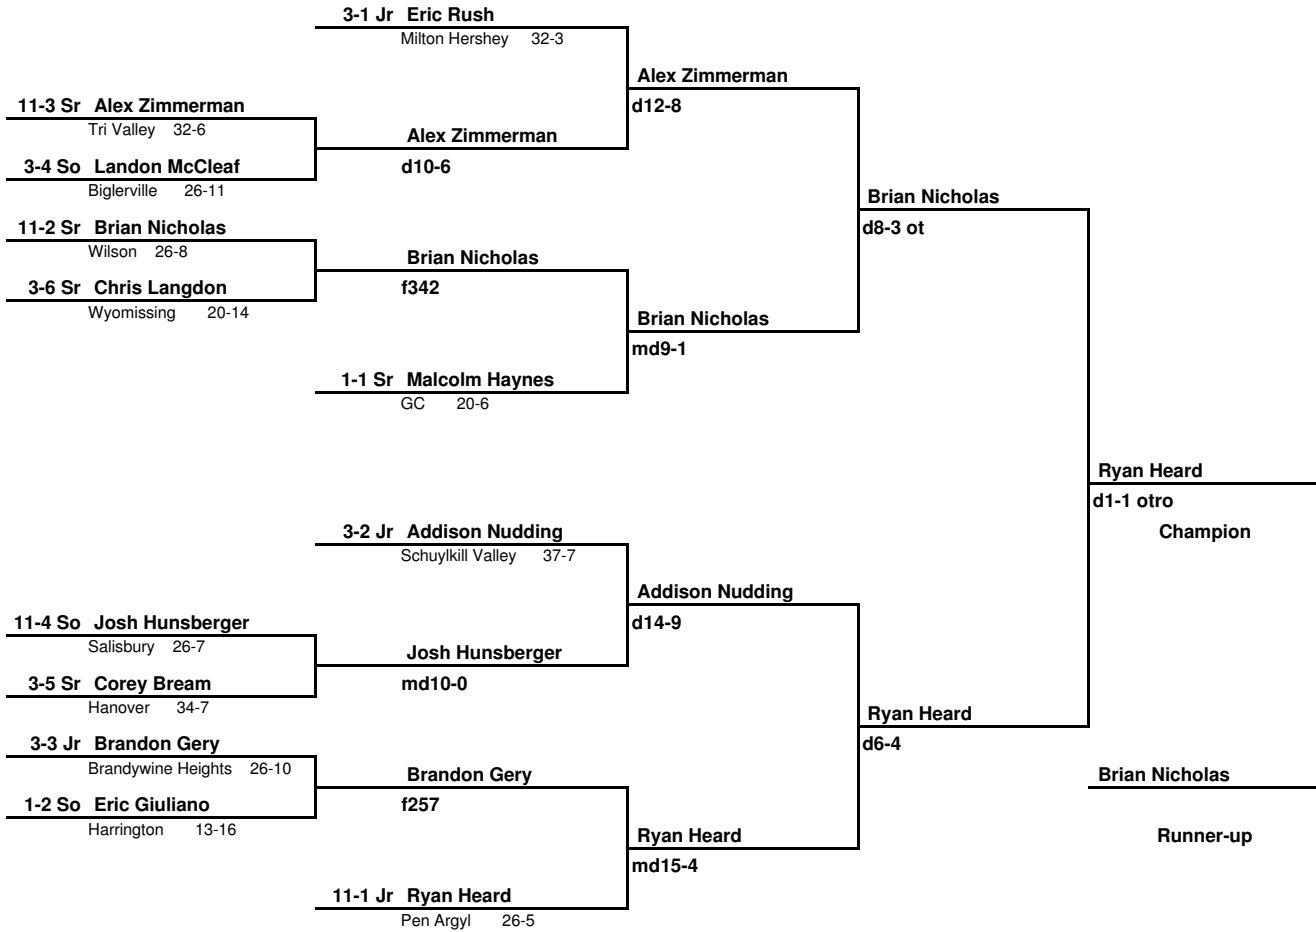 3-1 Jr Eric Rush
Milton Hershey 32-3
Alex Zimmerman
d12-8
11-3 Sr Alex Zimmerman
Tri Valley 32-6
Alex Zimmerman
d10-6
3-4 So Landon McCleaf
Biglerville 26-11
Brian Nicholas
d8-3 ot
11-2 Sr Brian Nicholas
Wilson 26-8
Brian Nicholas
f342
3-6 Sr Chris Langdon
Wyomissing 20-14
Brian Nicholas
md9-1
1-1 Sr Malcolm Haynes
GC 20-6
Ryan Heard
d1-1 otro
Champion
3-2 Jr Addison Nudding
Schuylkill Valley 37-7
Addison Nudding
d14-9
11-4 So Josh Hunsberger
Salisbury 26-7
Josh Hunsberger
md10-0
3-5 Sr Corey Bream
Hanover 34-7
Ryan Heard
d6-4
3-3 Jr Brandon Gery
Brandywine Heights 26-10
Brandon Gery
f257
Brian Nicholas
1-2 So Eric Giuliano
Harrington 13-16
Ryan Heard
md15-4
Runner-up
11-1 Jr Ryan Heard
Pen Argyl 26-5